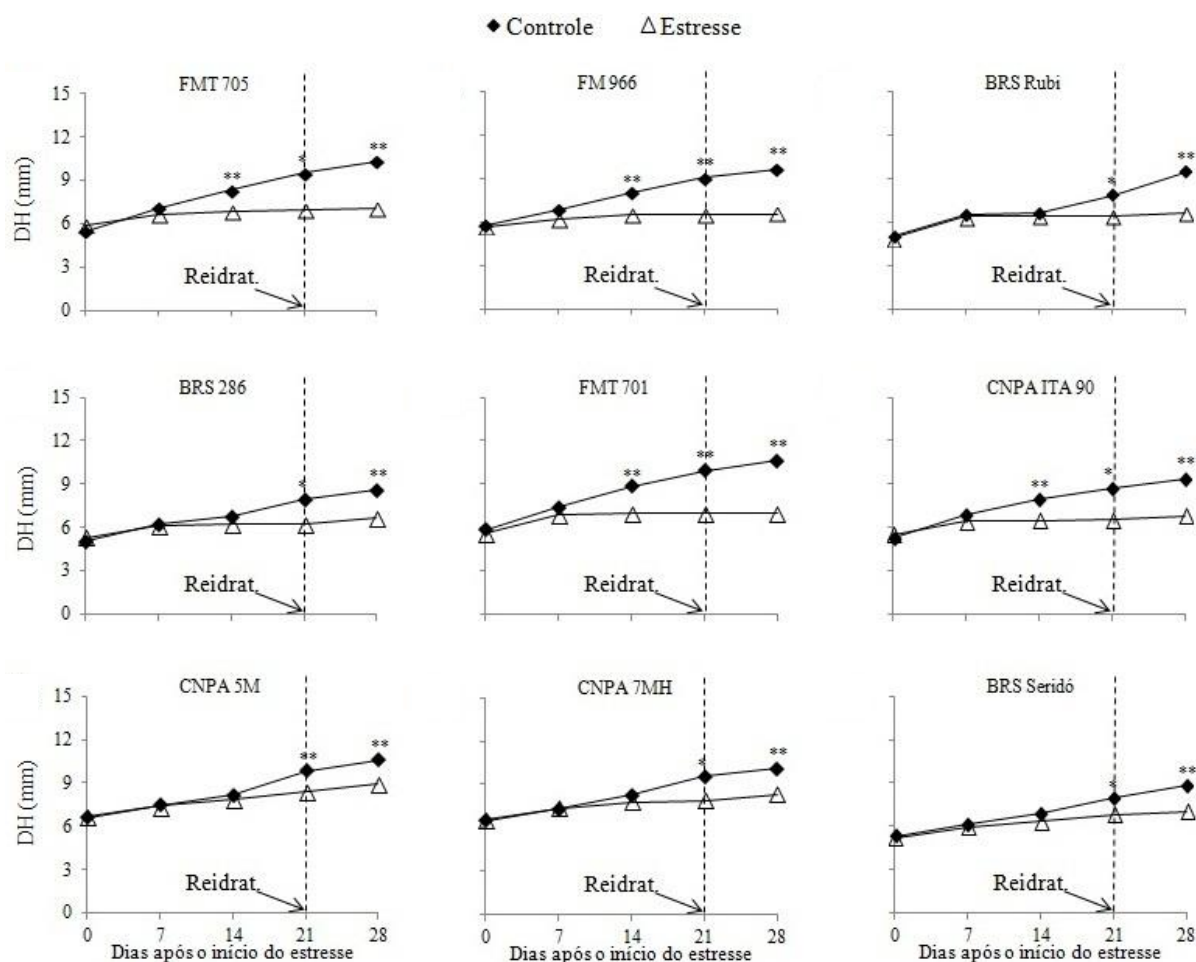 ◆ Controle △ Estresse
FMT 705
15
12
9
6
3
0
DH (mm)
** * **
Reidrat.
FM 966
** ** **
Reidrat.
BRS Rubi
* **
Reidrat.
BRS 286
15
12
9
6
3
0
DH (mm)
* **
Reidrat.
FMT 701
** ** **
Reidrat.
CNPA ITA 90
** * **
Reidrat.
CNPA 5M
15
12
9
6
3
0
DH (mm)
** **
Reidrat.
0 7 14 21 28
Dias após o início do estresse
CNPA 7MH
* **
Reidrat.
0 7 14 21 28
Dias após o início do estresse
BRS Seridó
* **
Reidrat.
0 7 14 21 28
Dias após o início do estresse